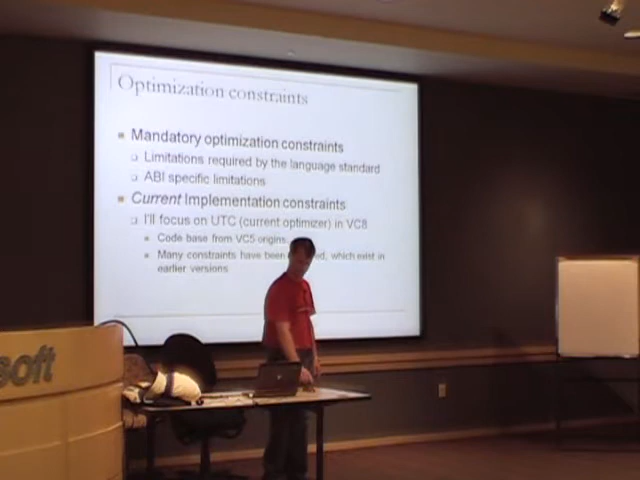 Optimization constraints
Mandatory optimization constraints
Limitations required by the language standard
ABI specific limitations
Current Implementation constraints
I'll focus on UTC (current optimizer) in VC8
Code base from VC5 origins
Many constraints have been ed, which exist in
earlier versions
soft